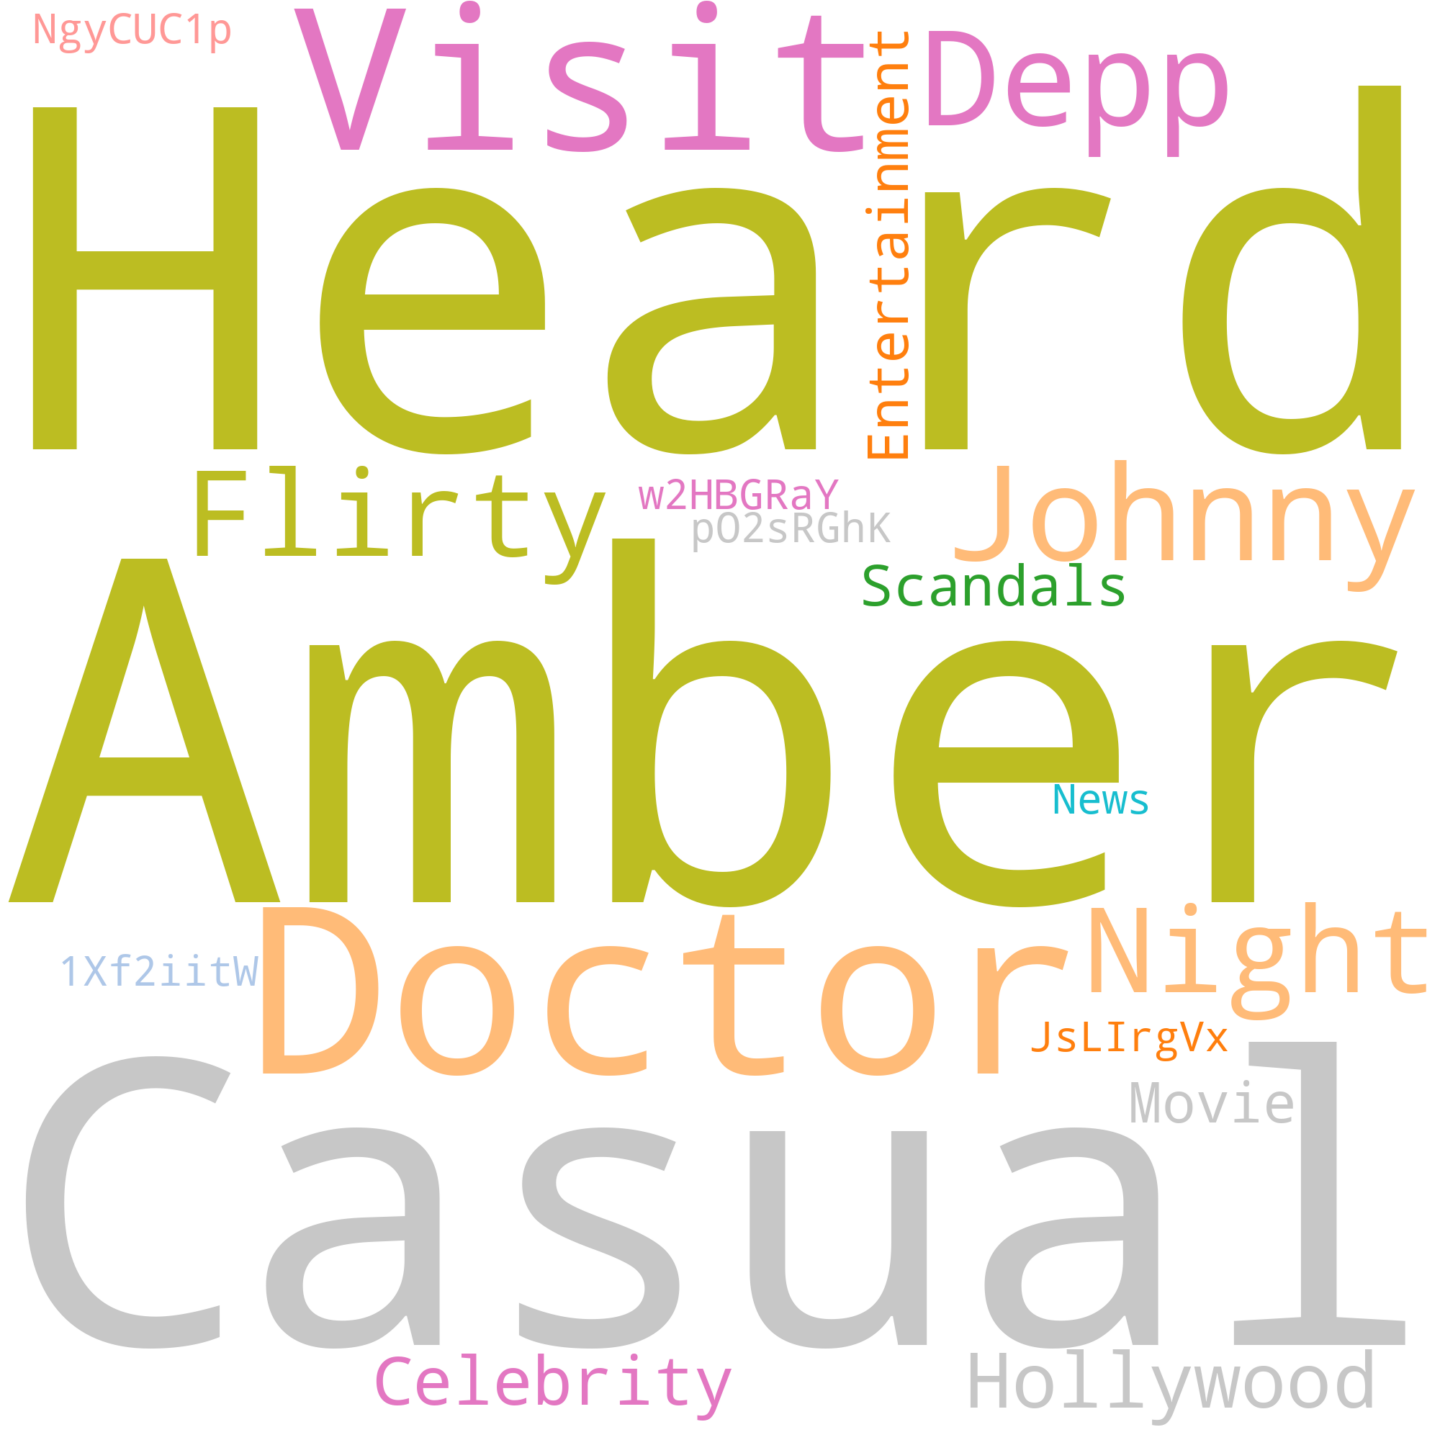 NgyCUC1p
Visit
Depp
Entertainment
Heard
Flirty
w2HBGRaY
Johnny
pO2sRGhK
Scandals
Amber
News
Doctor
Night
1Xf2iitW
JsLIrgVx
Movie
Casual
Celebrity
Hollywood